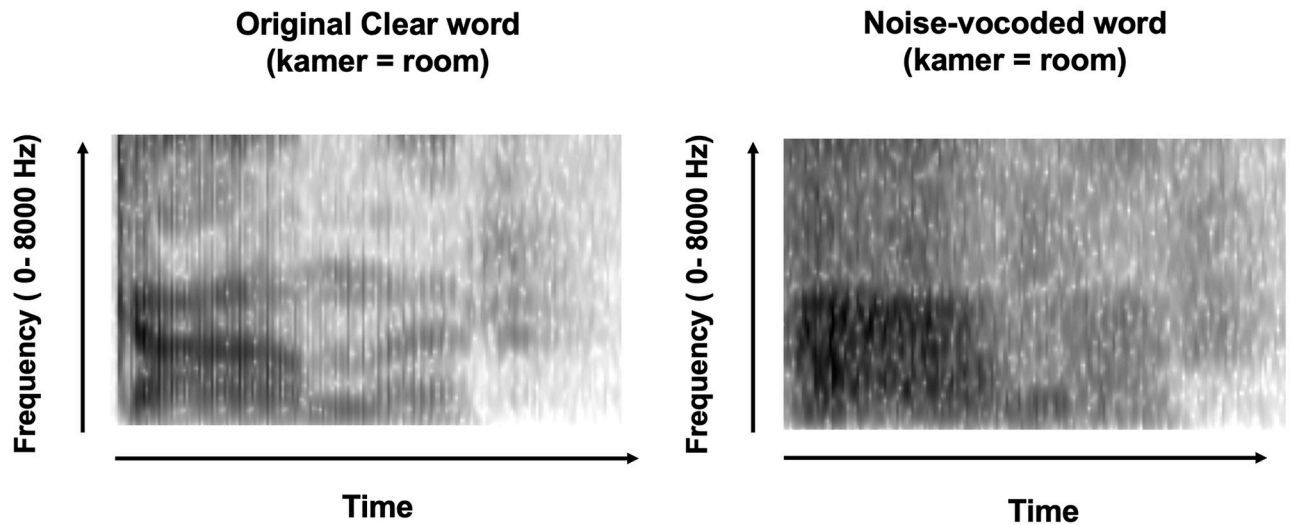 Original Clear word
(kamer = room)
Frequency ( 0- 8000 Hz)
Time
Noise-vocoded word
(kamer = room)
Frequency ( 0- 8000 Hz)
Time